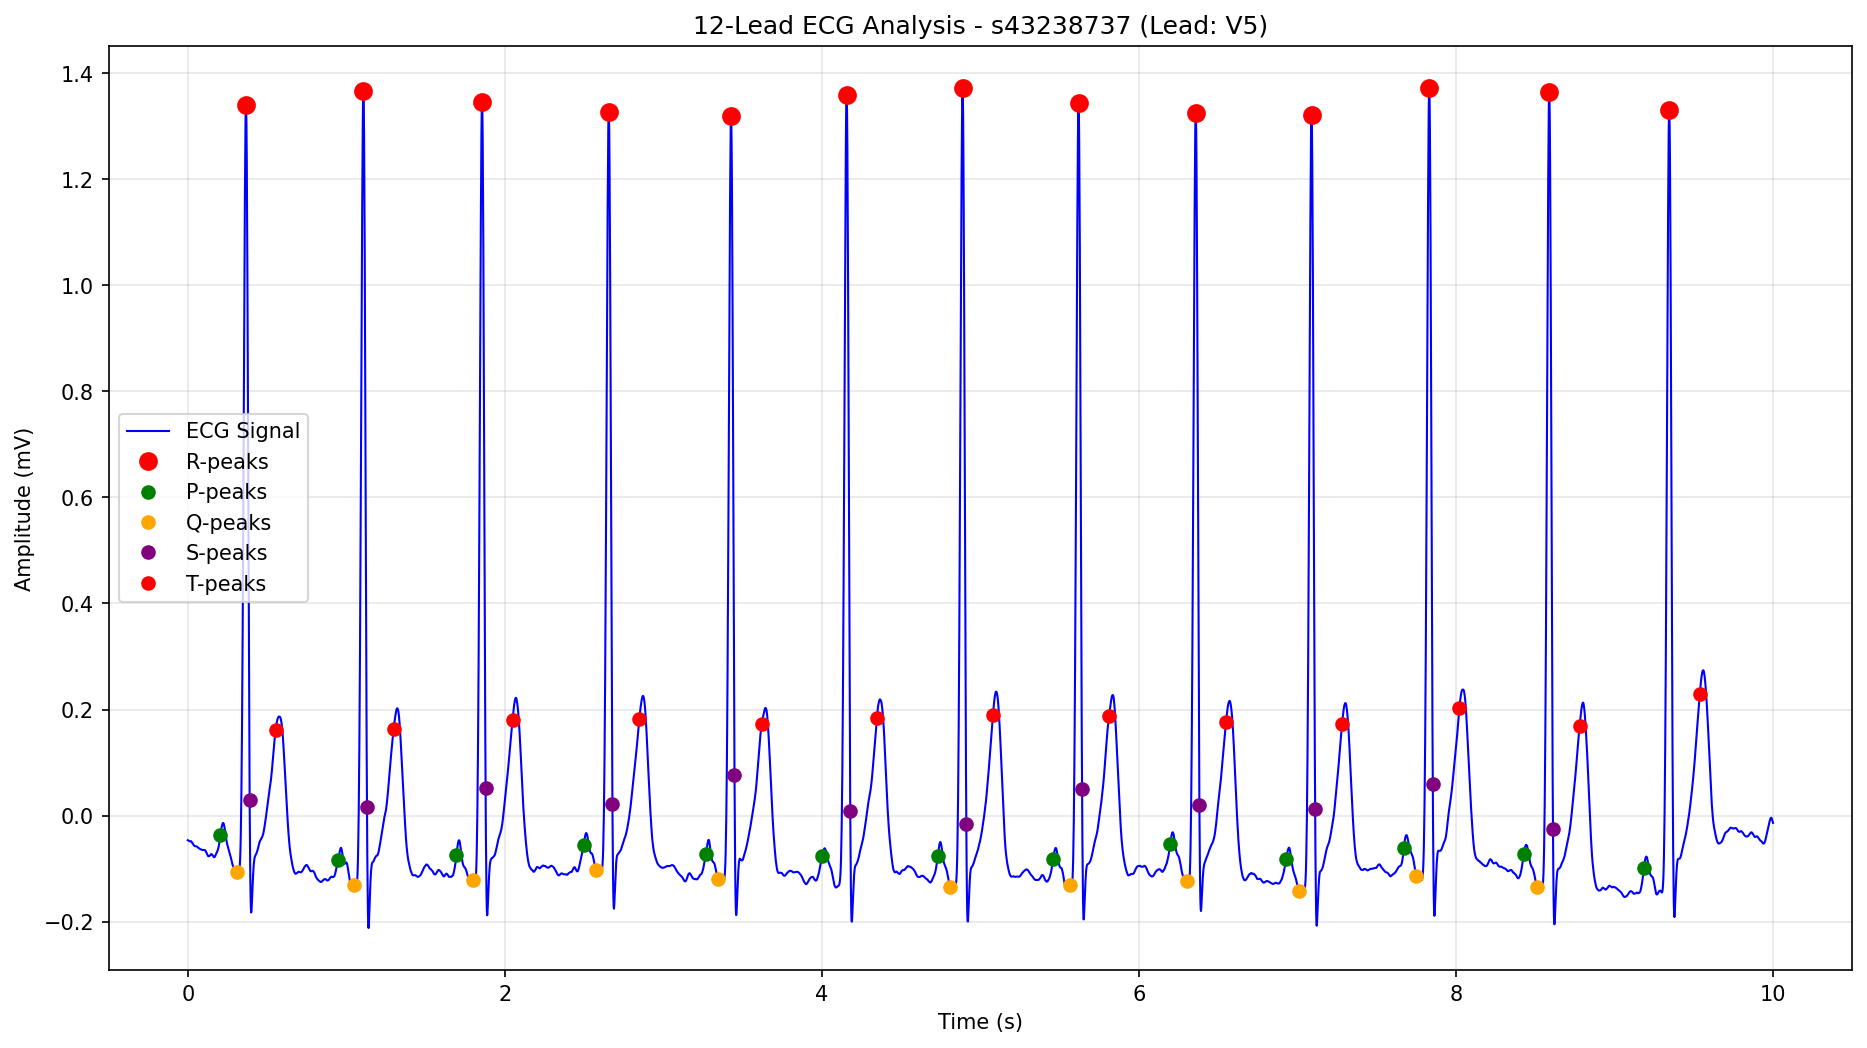 12-Lead ECG Analysis - s43238737 (Lead: V5)
Amplitude (mV)
1.4
1.2
1.0
0.8
0.6
0.4
0.2
0.0
−0.2
ECG Signal
R-peaks
P-peaks
Q-peaks
S-peaks
T-peaks
0 2 4 6 8 10
Time (s)